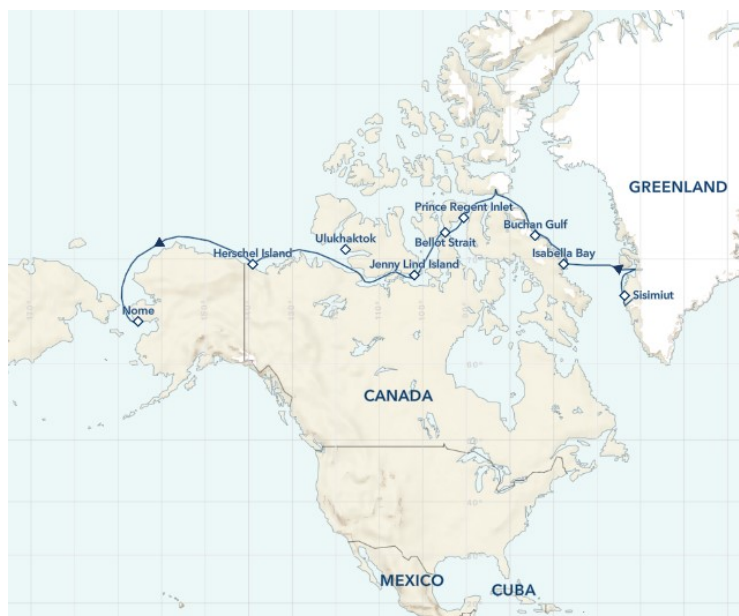 GREENLAND
Prince Regent Inlet
Buchan Gulf
Ulukhaktok
Bellot Strait
Herschel Island
Isabella Bay
Jenny Lind Island
Sisimiut
Nome
CANADA
MEXICO
CUBA